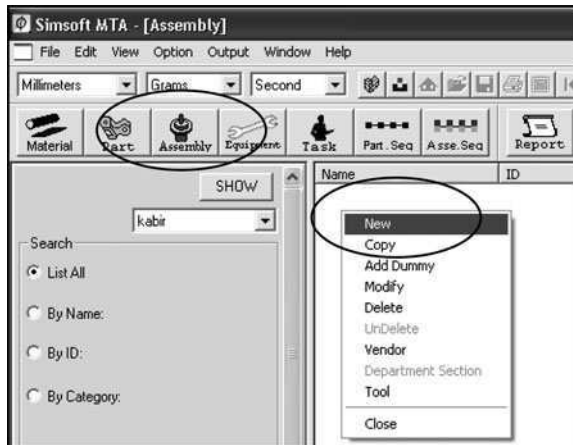 Simsoft MTA - [Assembly]
File Edit View Option Output Window Help
Millimeters Grams Second
Material Part Assembly Equipment Task Part.Seq Asse.Seq Report
SHOW
Name ID
kabir
Search
List All
By Name:
By ID:
By Category:
New
Copy
Add Dummy
Modify
Delete
UnDelete
Vendor
Department Section
Tool
Close